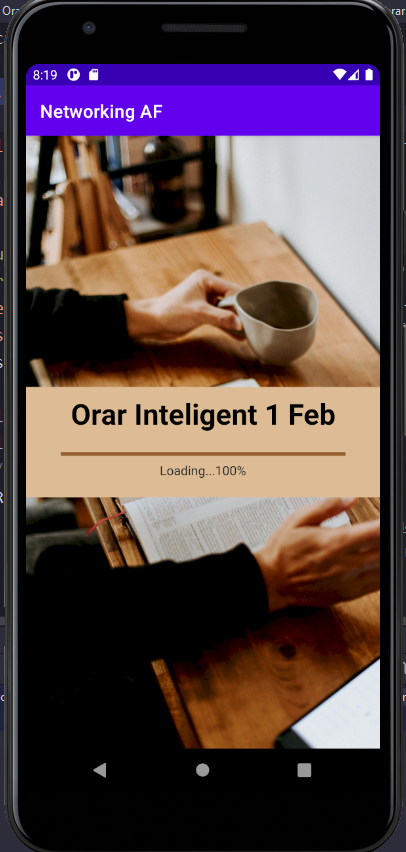 8:19
Networking AF
Orar Inteligent 1 Feb
Loading...100%